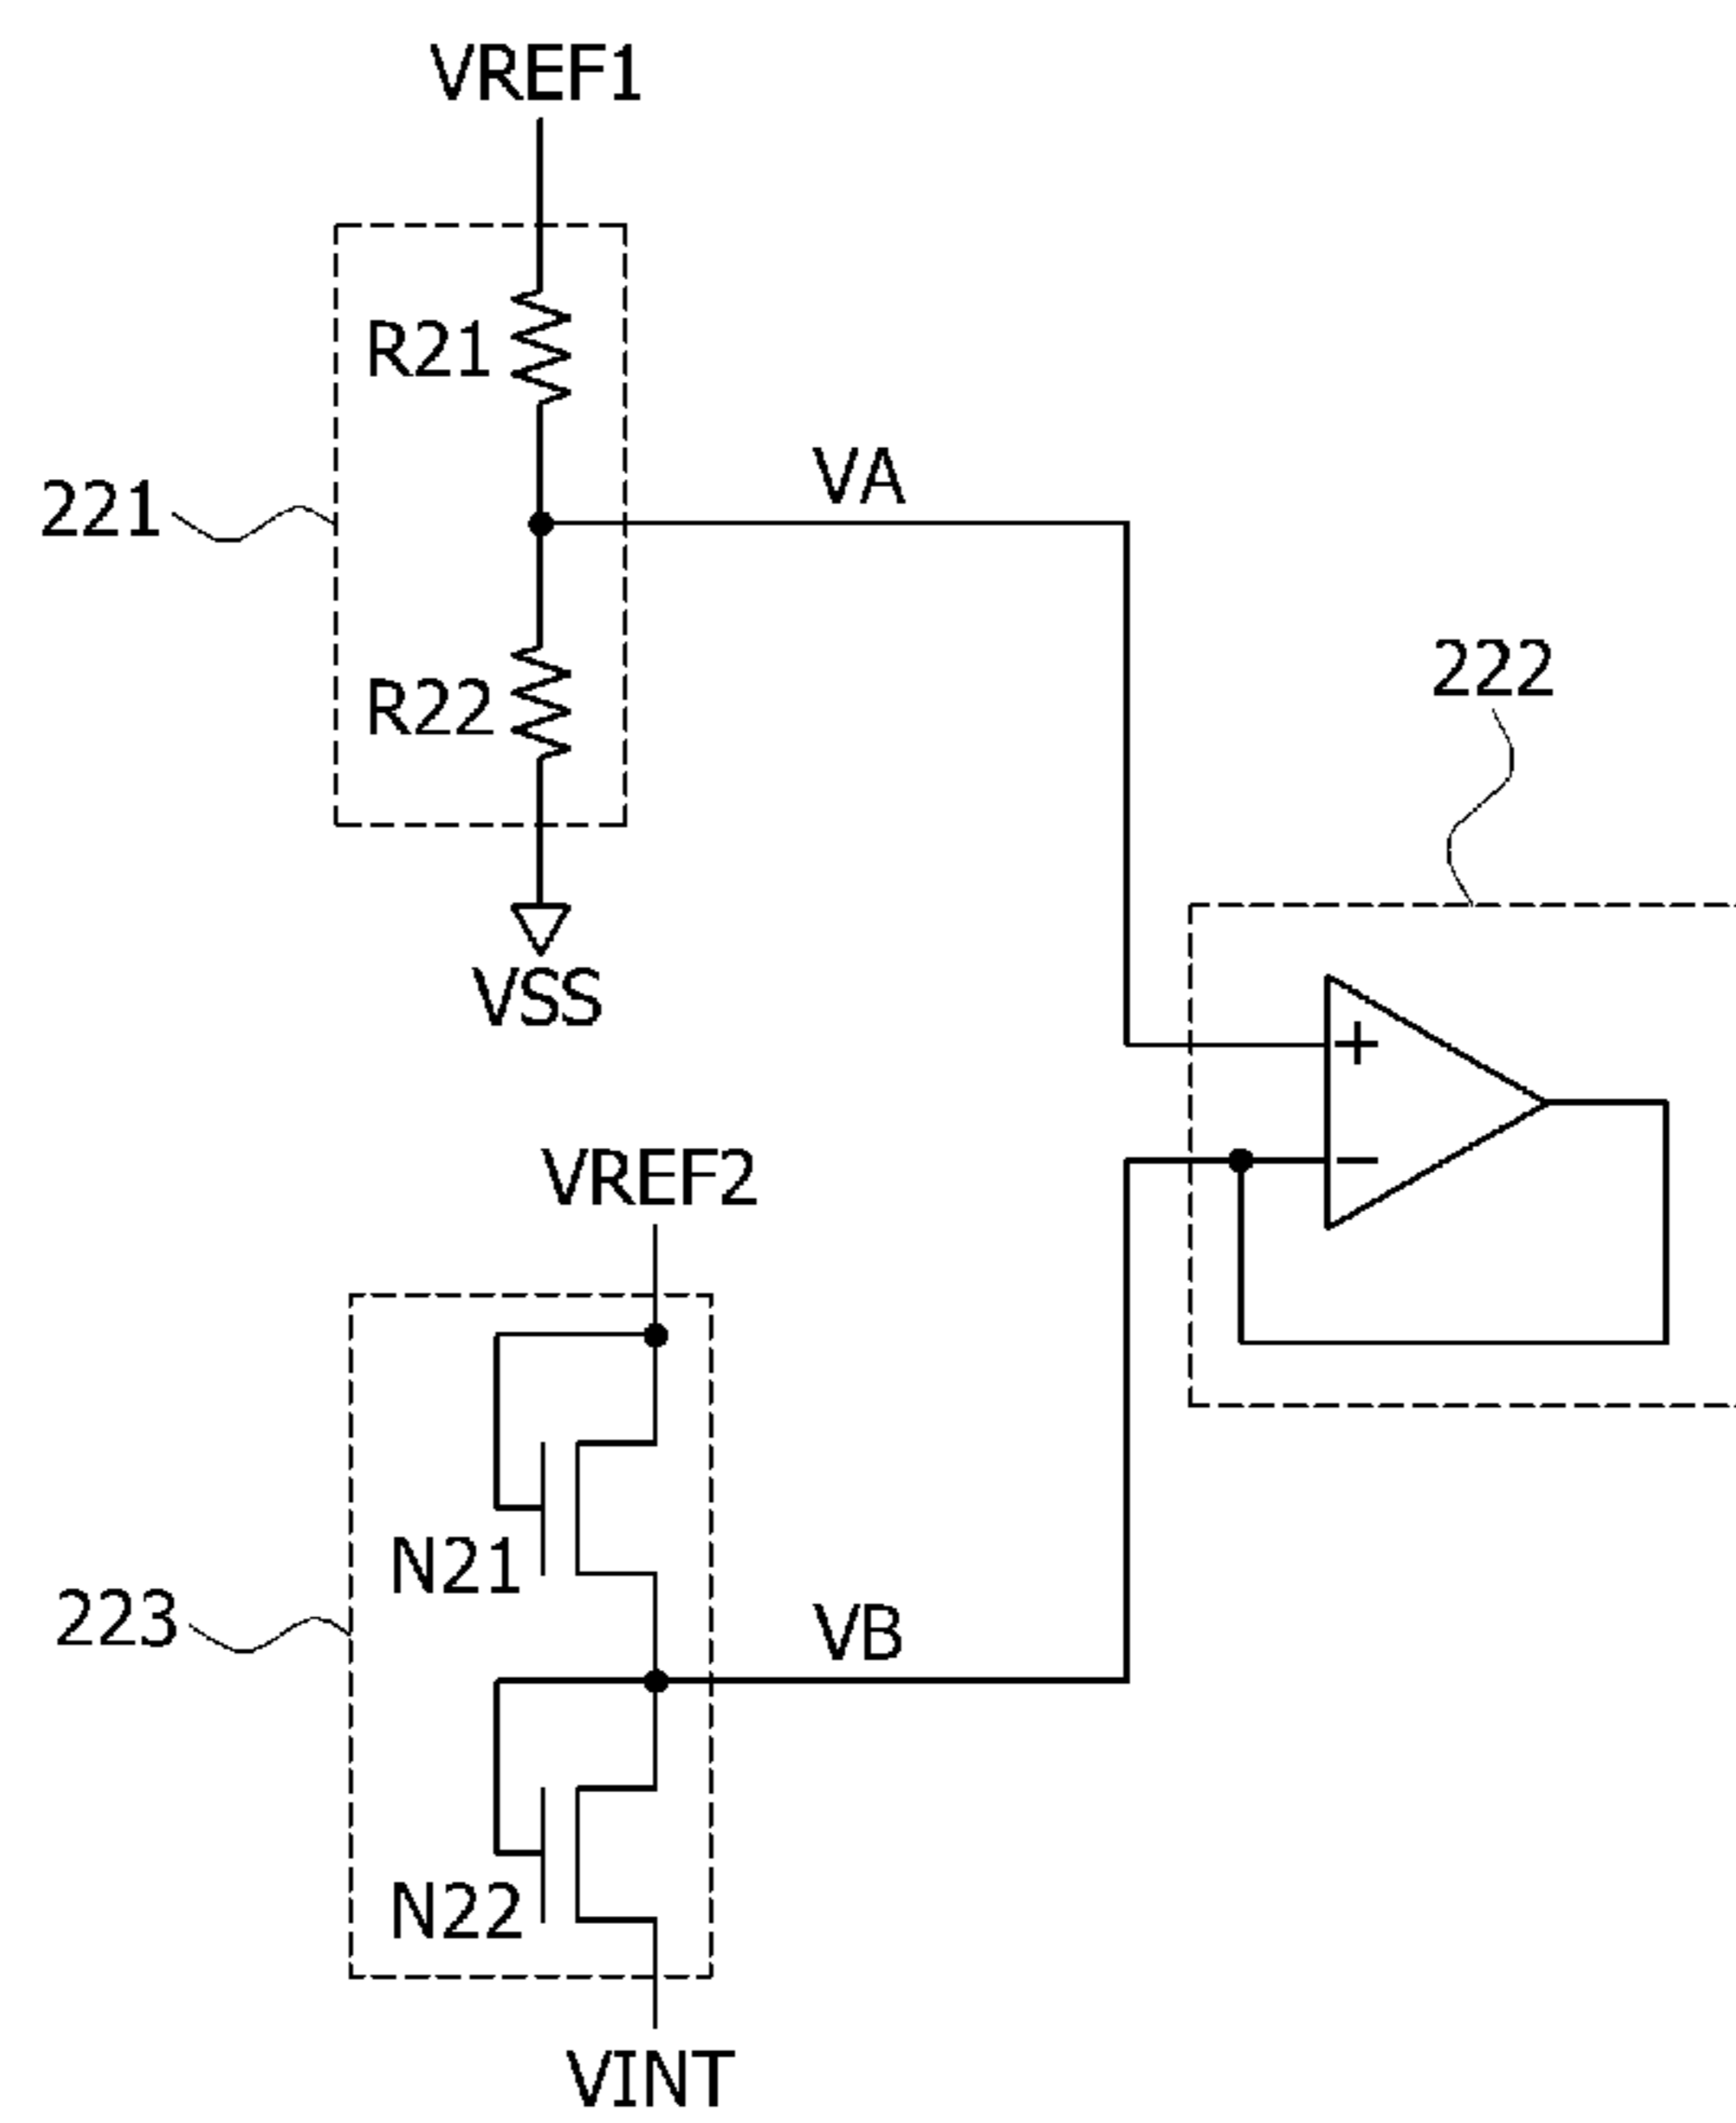 VREF1
R21
221
VA
R22
222
VSS
+
VREF2
−
N21
223
VB
N22
VINT